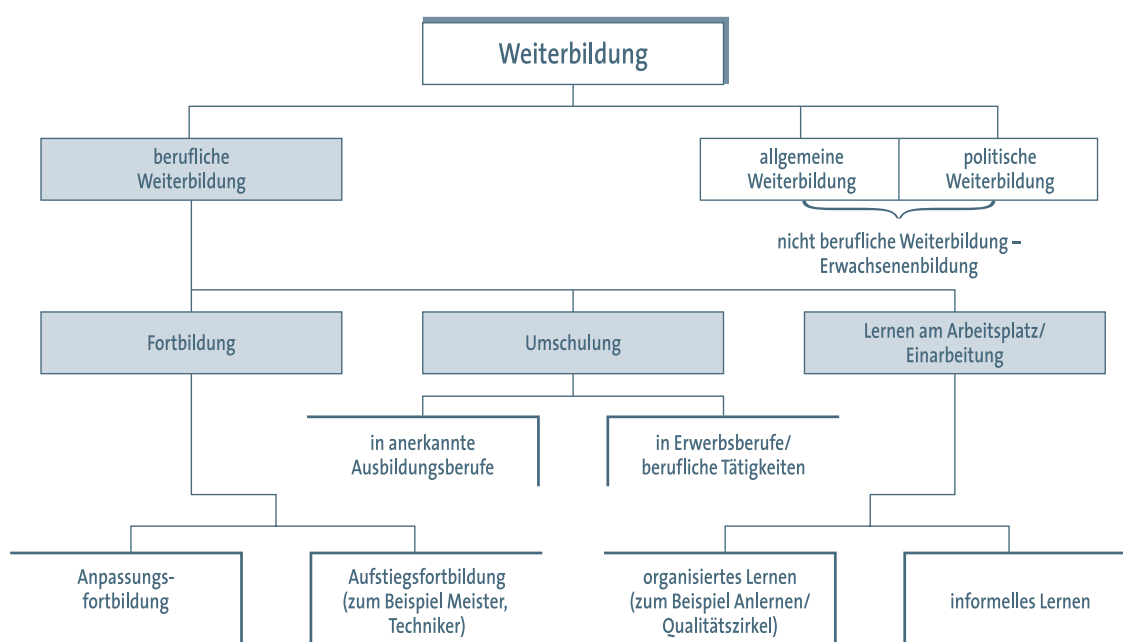 Weiterbildung
berufliche
Weiterbildung
allgemeine
Weiterbildung
politische
Weiterbildung
nicht berufliche Weiterbildung –
Erwachsenenbildung
Fortbildung
Umschulung
Lernen am Arbeitsplatz/
Einarbeitung
in anerkannte
Ausbildungsberufe
in Erwerbsberufe/
berufliche Tätigkeiten
Anpassungs-
fortbildung
Aufstiegsfortbildung
(zum Beispiel Meister,
Techniker)
organisiertes Lernen
(zum Beispiel Anlernen/
Qualitätszirkel)
informelles Lernen